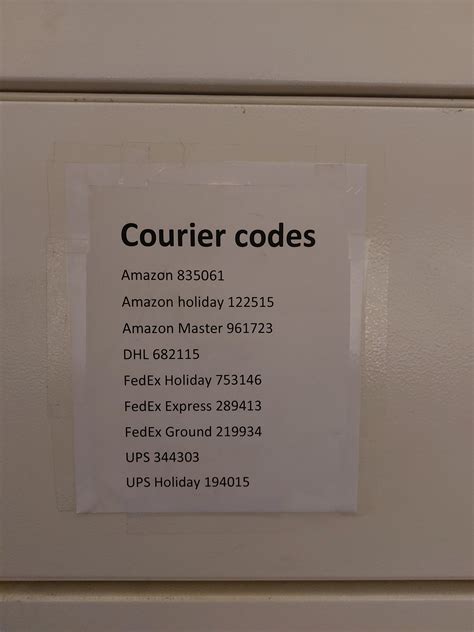 Courier codes
Amazon 835061
Amazon holiday 122515
Amazon Master 961723
DHL 682115
FedEx Holiday 753146
FedEx Express 289413
FedEx Ground 219934
UPS 344303
UPS Holiday 194015